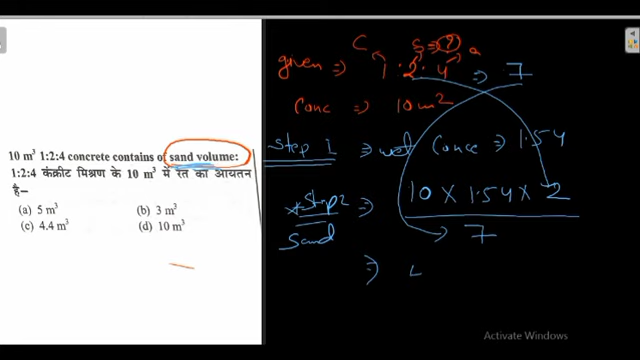 10 m³ 1:2:4 concrete contains of sand volume:
1:2:4 कंक्रीट मिश्रण के 10 m³ में रेत का आयतन
है-
(a) 5 m³ (b) 3 m³
(c) 4.4 m³ (d) 10 m³
C S ⇒ ? a
given ⇒ 1 · 2 · 4 ⇒ 7
Conc ⇒ 10 m²
Step 1 ⇒ Conc ⇒ 1.54
*Step 2 ⇒ 10 X 1.54 X 2
Sand 7
⇒
Activate Windows